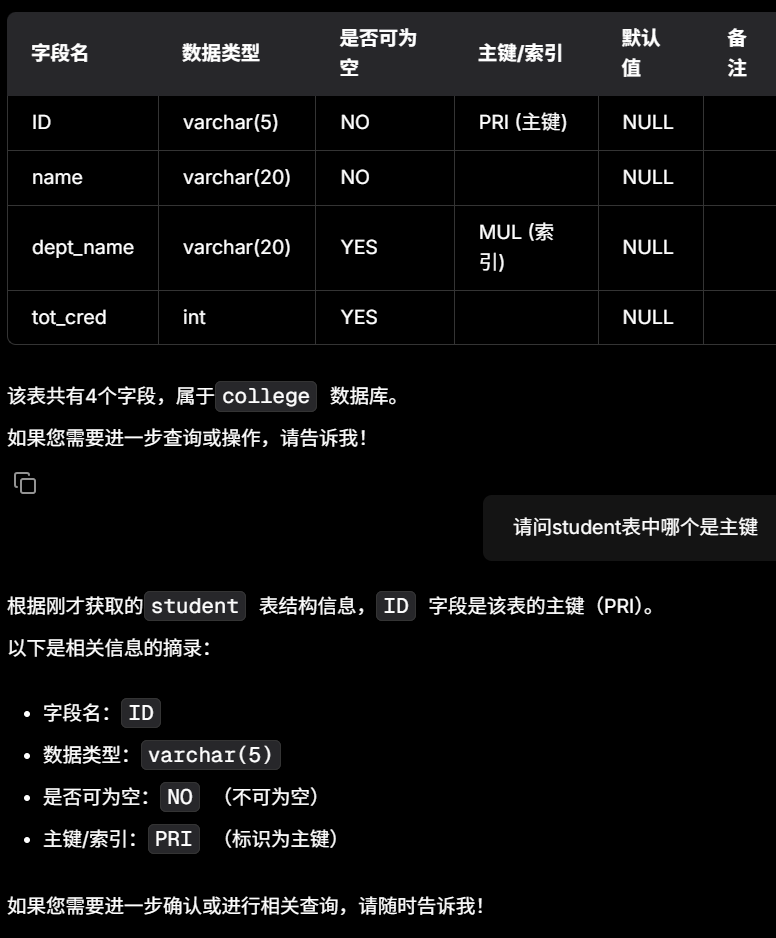 字段名 数据类型 是否可为空 主键/索引 默认值 备注
ID varchar(5) NO PRI (主键) NULL
name varchar(20) NO NULL
dept_name varchar(20) YES MUL (索引) NULL
tot_cred int YES NULL
该表共有4个字段，属于 college 数据库。
如果您需要进一步查询或操作，请告诉我！
请问student表中哪个是主键
根据刚才获取的 student 表结构信息， ID 字段是该表的主键（PRI）。
以下是相关信息的摘录：
• 字段名： ID
• 数据类型： varchar(5)
• 是否可为空： NO （不可为空）
• 主键/索引： PRI （标识为主键）
如果您需要进一步确认或进行相关查询，请随时告诉我！